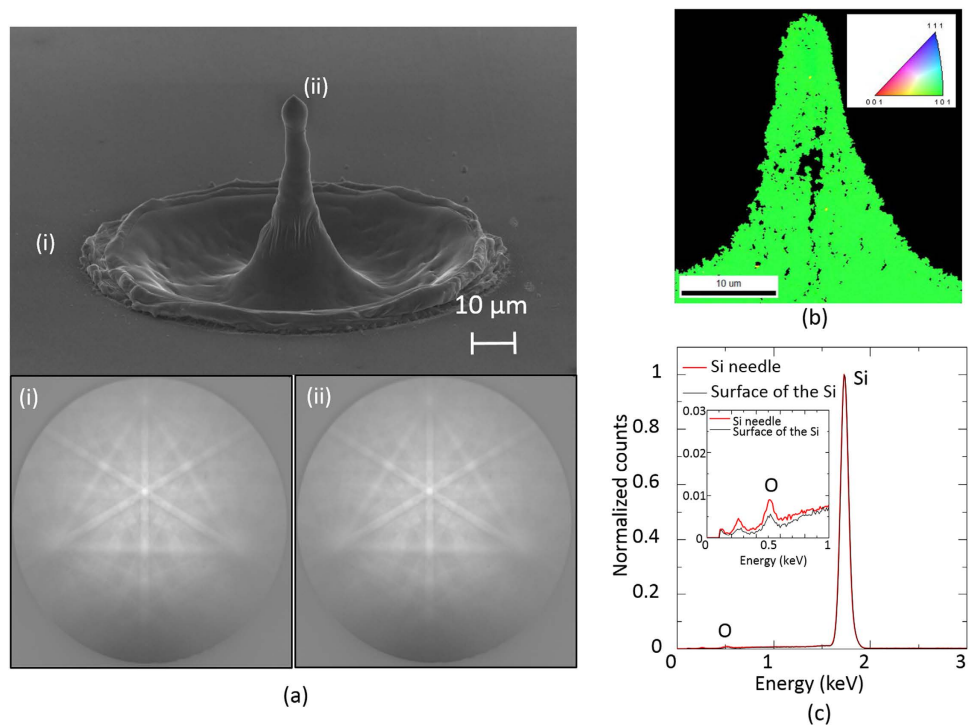 (ii)
(i)
10 μm
(i)
(ii)
(a)
1 1 1
0 0 1
1 0 1
10 um
(b)
Si needle
Surface of the Si
Si
Normalized counts
1
0.8
0.6
0.4
0.2
0
0.03
0.02
0.01
0
Si needle
Surface of the Si
O
0
0.5
1
Energy (keV)
O
0
1
2
3
Energy (keV)
(c)